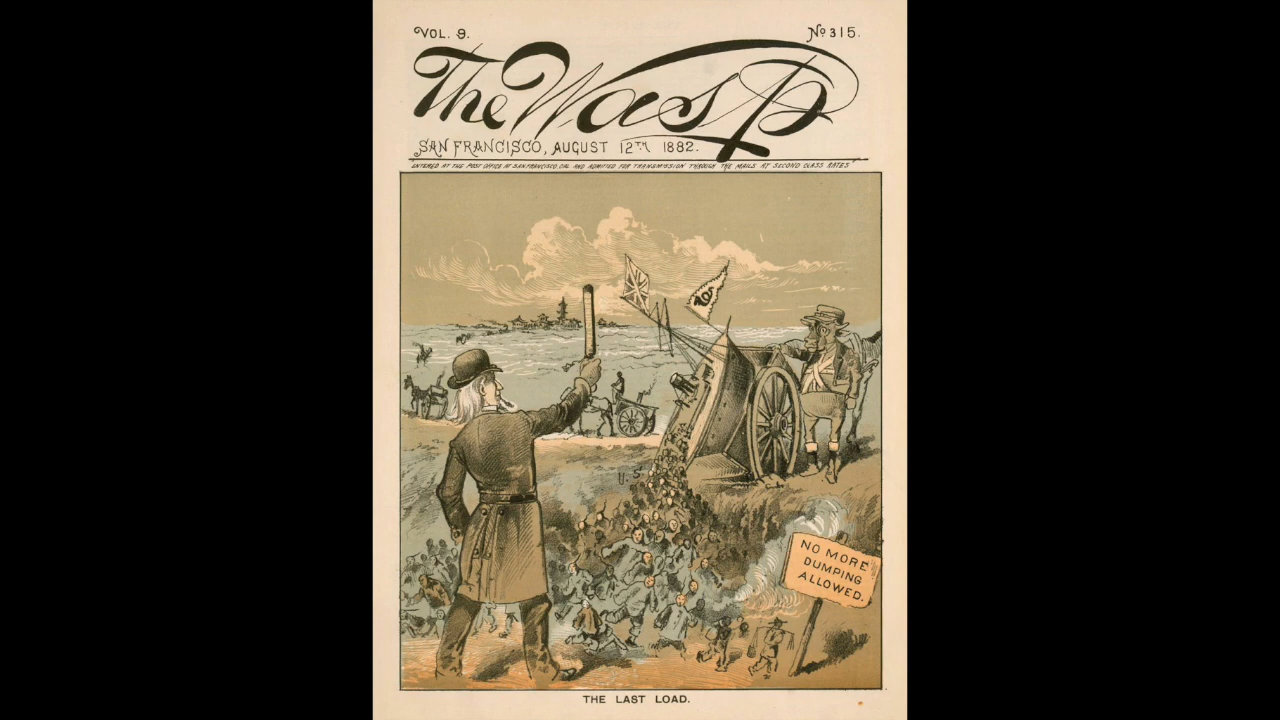 VOL. 9.
No 315.
The Wasp
SAN FRANCISCO, AUGUST 12TH 1882.
ENTERED AT THE POST OFFICE AT SAN FRANCISCO CAL. AND ADMITTED FOR TRANSMISSION THROUGH THE MAILS AT SECOND CLASS RATES
U.S.
NO MORE
DUMPING
ALLOWED.
THE LAST LOAD.